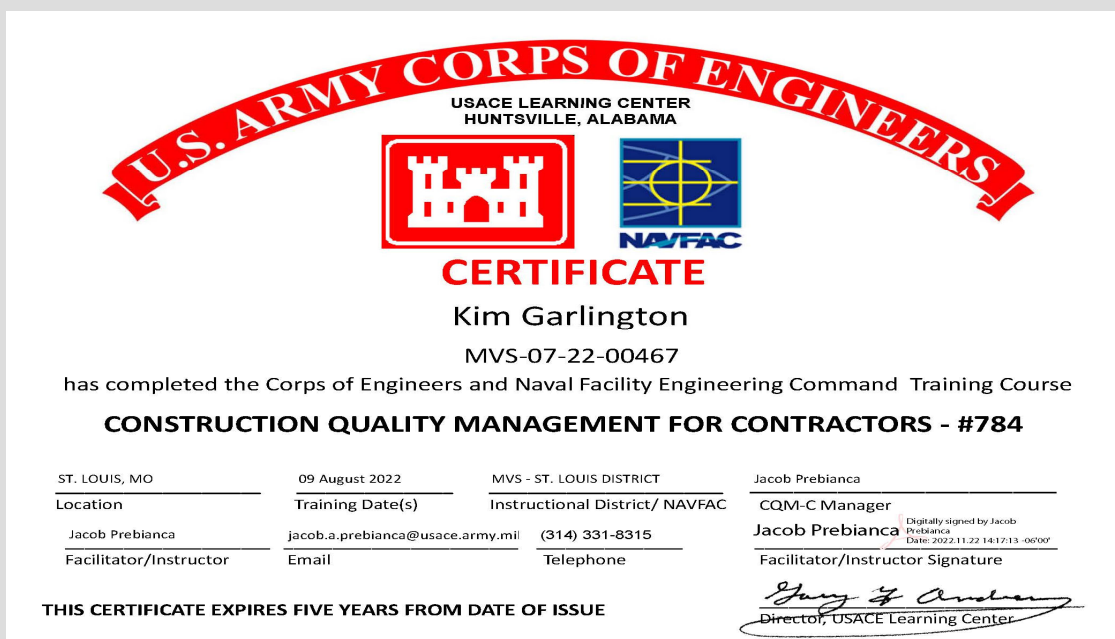 U.S. ARMY CORPS OF ENGINEERS
USACE LEARNING CENTER
HUNTSVILLE, ALABAMA
NAVFAC
CERTIFICATE
Kim Garlington
MVS-07-22-00467
has completed the Corps of Engineers and Naval Facility Engineering Command Training Course
CONSTRUCTION QUALITY MANAGEMENT FOR CONTRACTORS - #784
ST. LOUIS, MO 09 August 2022 MVS - ST. LOUIS DISTRICT Jacob Prebianca
Location Training Date(s) Instructional District/ NAVFAC CQM-C Manager
Jacob Prebianca jacob.a.prebianca@usace.army.mil (314) 331-8315 Jacob Prebianca
Digitally signed by Jacob
Prebianca
Date: 2022.11.22 14:17:13 -06'00'
Facilitator/Instructor Email Telephone Facilitator/Instructor Signature
THIS CERTIFICATE EXPIRES FIVE YEARS FROM DATE OF ISSUE
Director, USACE Learning Center